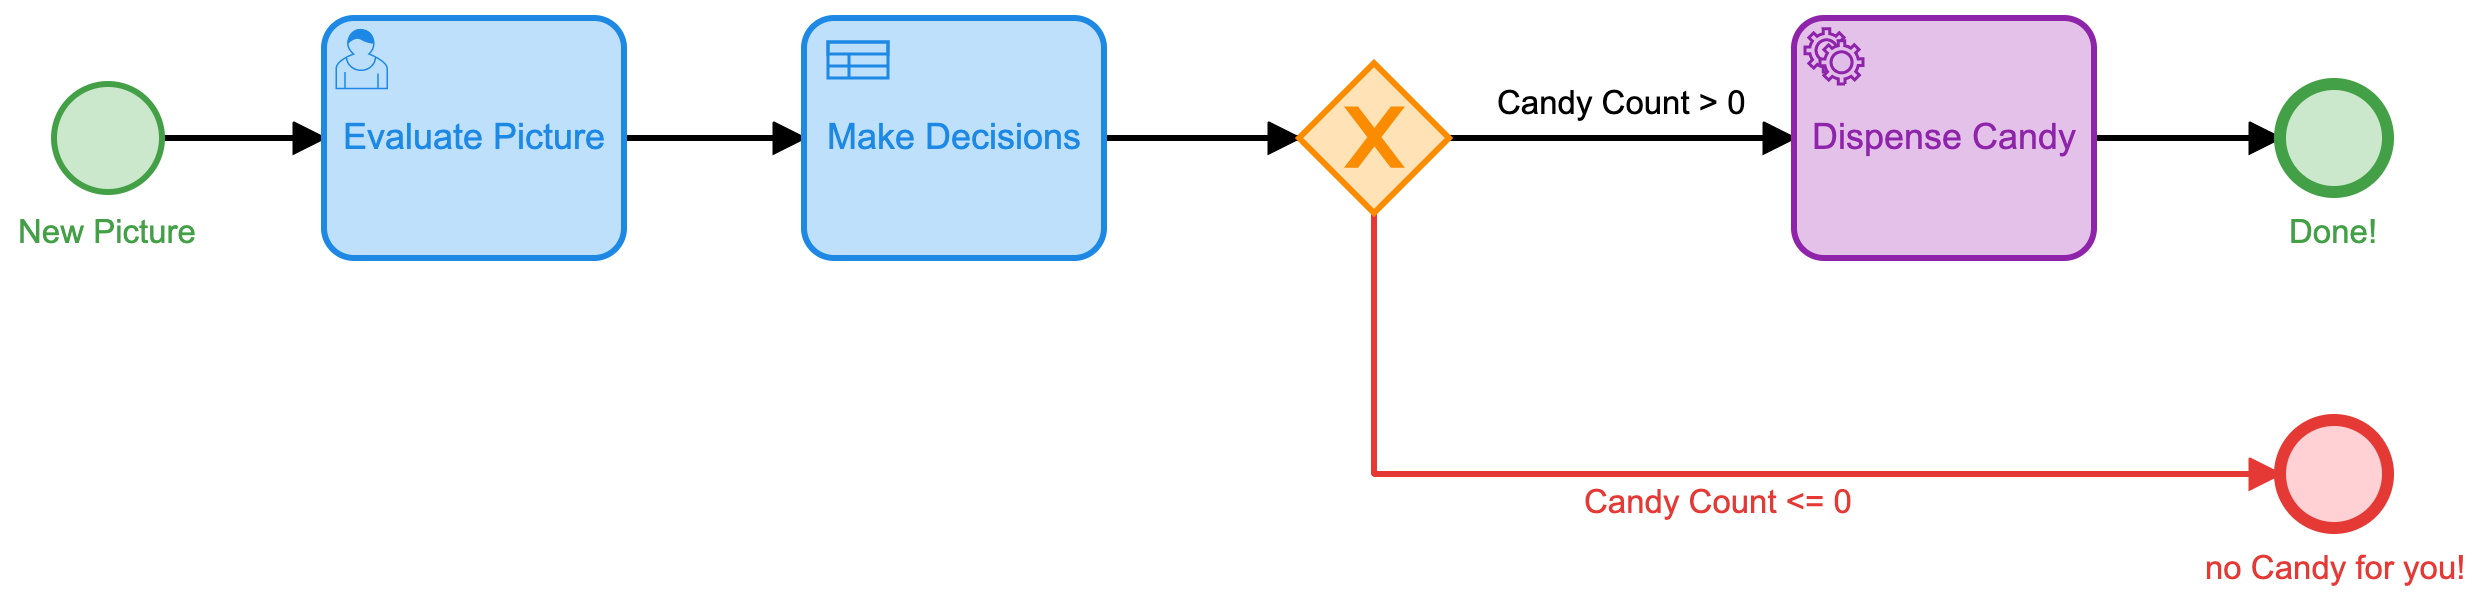 New Picture
Evaluate Picture
Make Decisions
X
Candy Count > 0
Dispense Candy
Done!
Candy Count <= 0
no Candy for you!